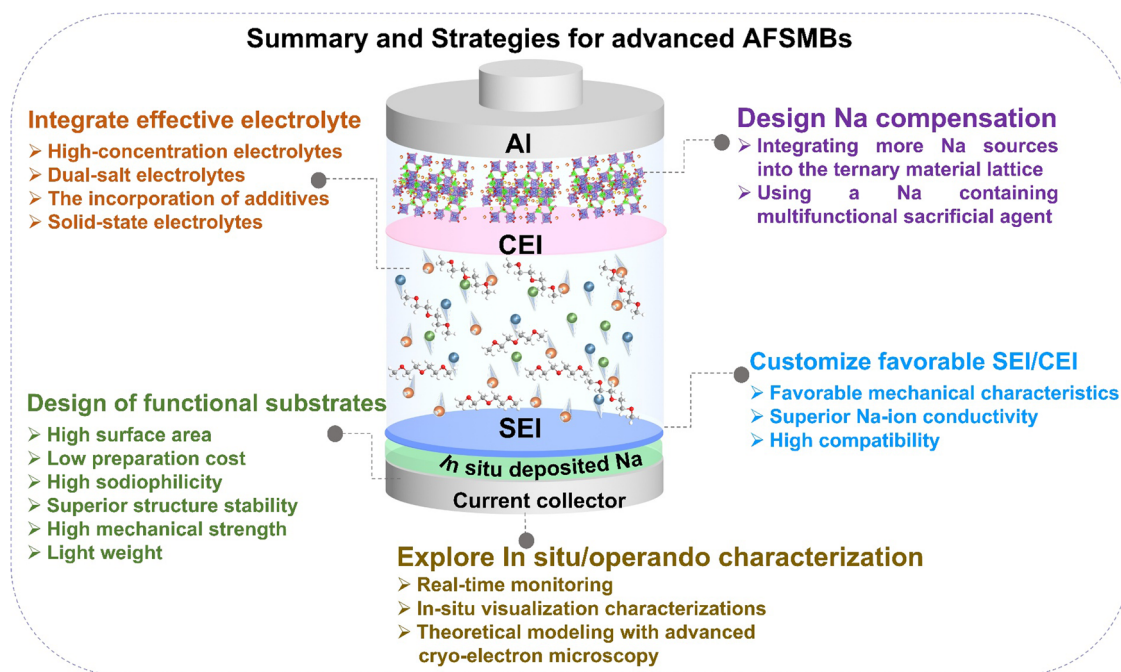 Summary and Strategies for advanced AFSMBs
Integrate effective electrolyte
➢ High-concentration electrolytes
➢ Dual-salt electrolytes
➢ The incorporation of additives
➢ Solid-state electrolytes
Design of functional substrates
➢ High surface area
➢ Low preparation cost
➢ High sodiophilicity
➢ Superior structure stability
➢ High mechanical strength
➢ Light weight
Al
CEI
SEI
In situ deposited Na
Current collector
Design Na compensation
➢ Integrating more Na sources
into the ternary material lattice
➢ Using a Na containing
multifunctional sacrificial agent
Customize favorable SEI/CEI
➢ Favorable mechanical characteristics
➢ Superior Na-ion conductivity
➢ High compatibility
Explore In situ/operando characterization
➢ Real-time monitoring
➢ In-situ visualization characterizations
➢ Theoretical modeling with advanced
cryo-electron microscopy